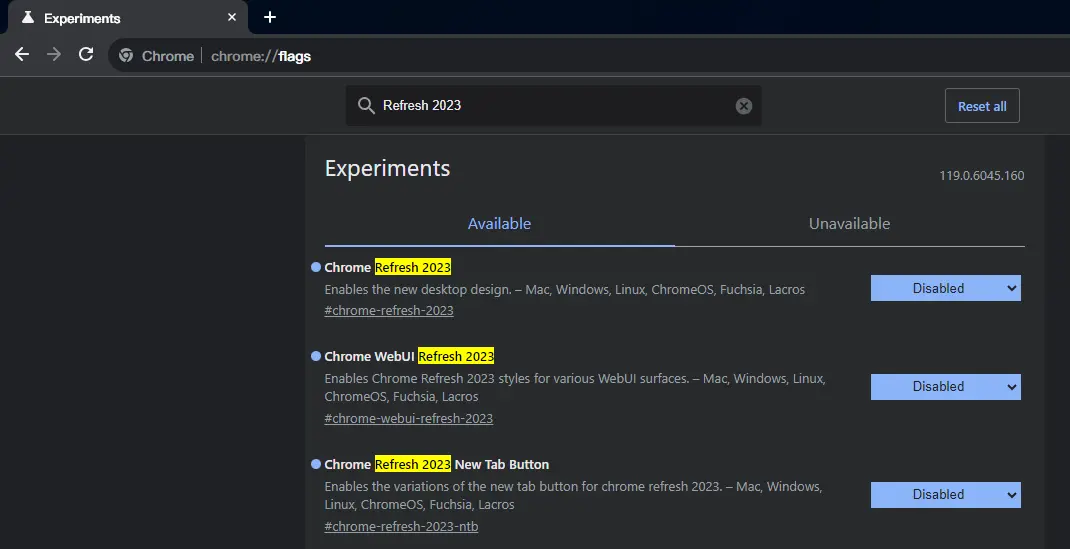 Experiments
Chrome | chrome://flags
Refresh 2023
Reset all
Experiments
119.0.6045.160
Available
Unavailable
Chrome Refresh 2023
Enables the new desktop design. – Mac, Windows, Linux, ChromeOS, Fuchsia, Lacros
#chrome-refresh-2023
Disabled
Chrome WebUI Refresh 2023
Enables Chrome Refresh 2023 styles for various WebUI surfaces. – Mac, Windows, Linux,
ChromeOS, Fuchsia, Lacros
#chrome-webui-refresh-2023
Disabled
Chrome Refresh 2023 New Tab Button
Enables the variations of the new tab button for chrome refresh 2023. – Mac, Windows,
Linux, ChromeOS, Fuchsia, Lacros
#chrome-refresh-2023-ntb
Disabled